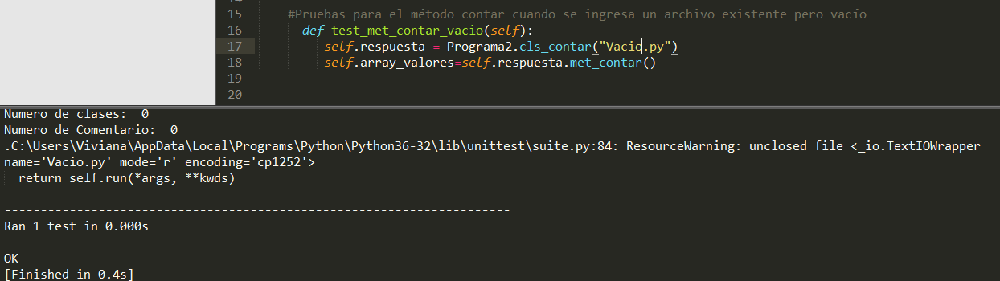 14
15 #Pruebas para el método contar cuando se ingresa un archivo existente pero vacío
16 def test_met_contar_vacio(self):
17 self.respuesta = Programa2.cls_contar("Vacio.py")
18 self.array_valores=self.respuesta.met_contar()
19
20
Numero de clases:  0
Numero de Comentario:  0
.C:\Users\Viviana\AppData\Local\Programs\Python\Python36-32\lib\unittest\suite.py:84: ResourceWarning: unclosed file <_io.TextIOWrapper
name='Vacio.py' mode='r' encoding='cp1252'>
return self.run(*args, **kwds)
----------------------------------------------------------------------
Ran 1 test in 0.000s
OK
[Finished in 0.4s]